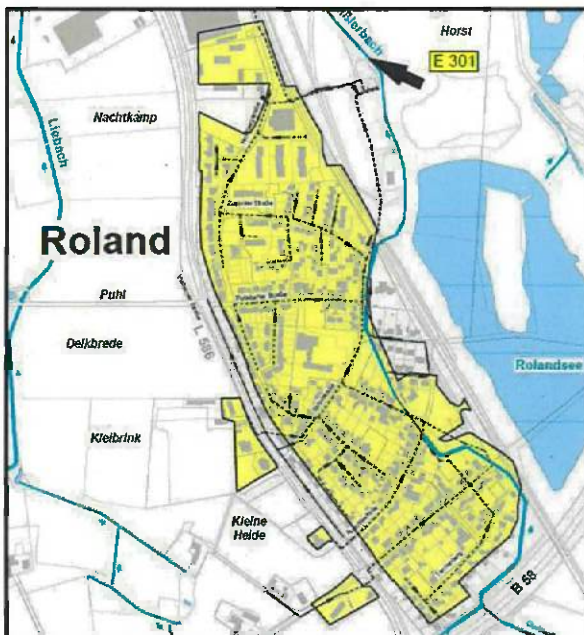 Horst
E 301
Nachtkamp
Liebach
Roland
Puhl
L 586
Delkbrede
Rolandsee
Kleibrink
Kleine
Heide
B 58